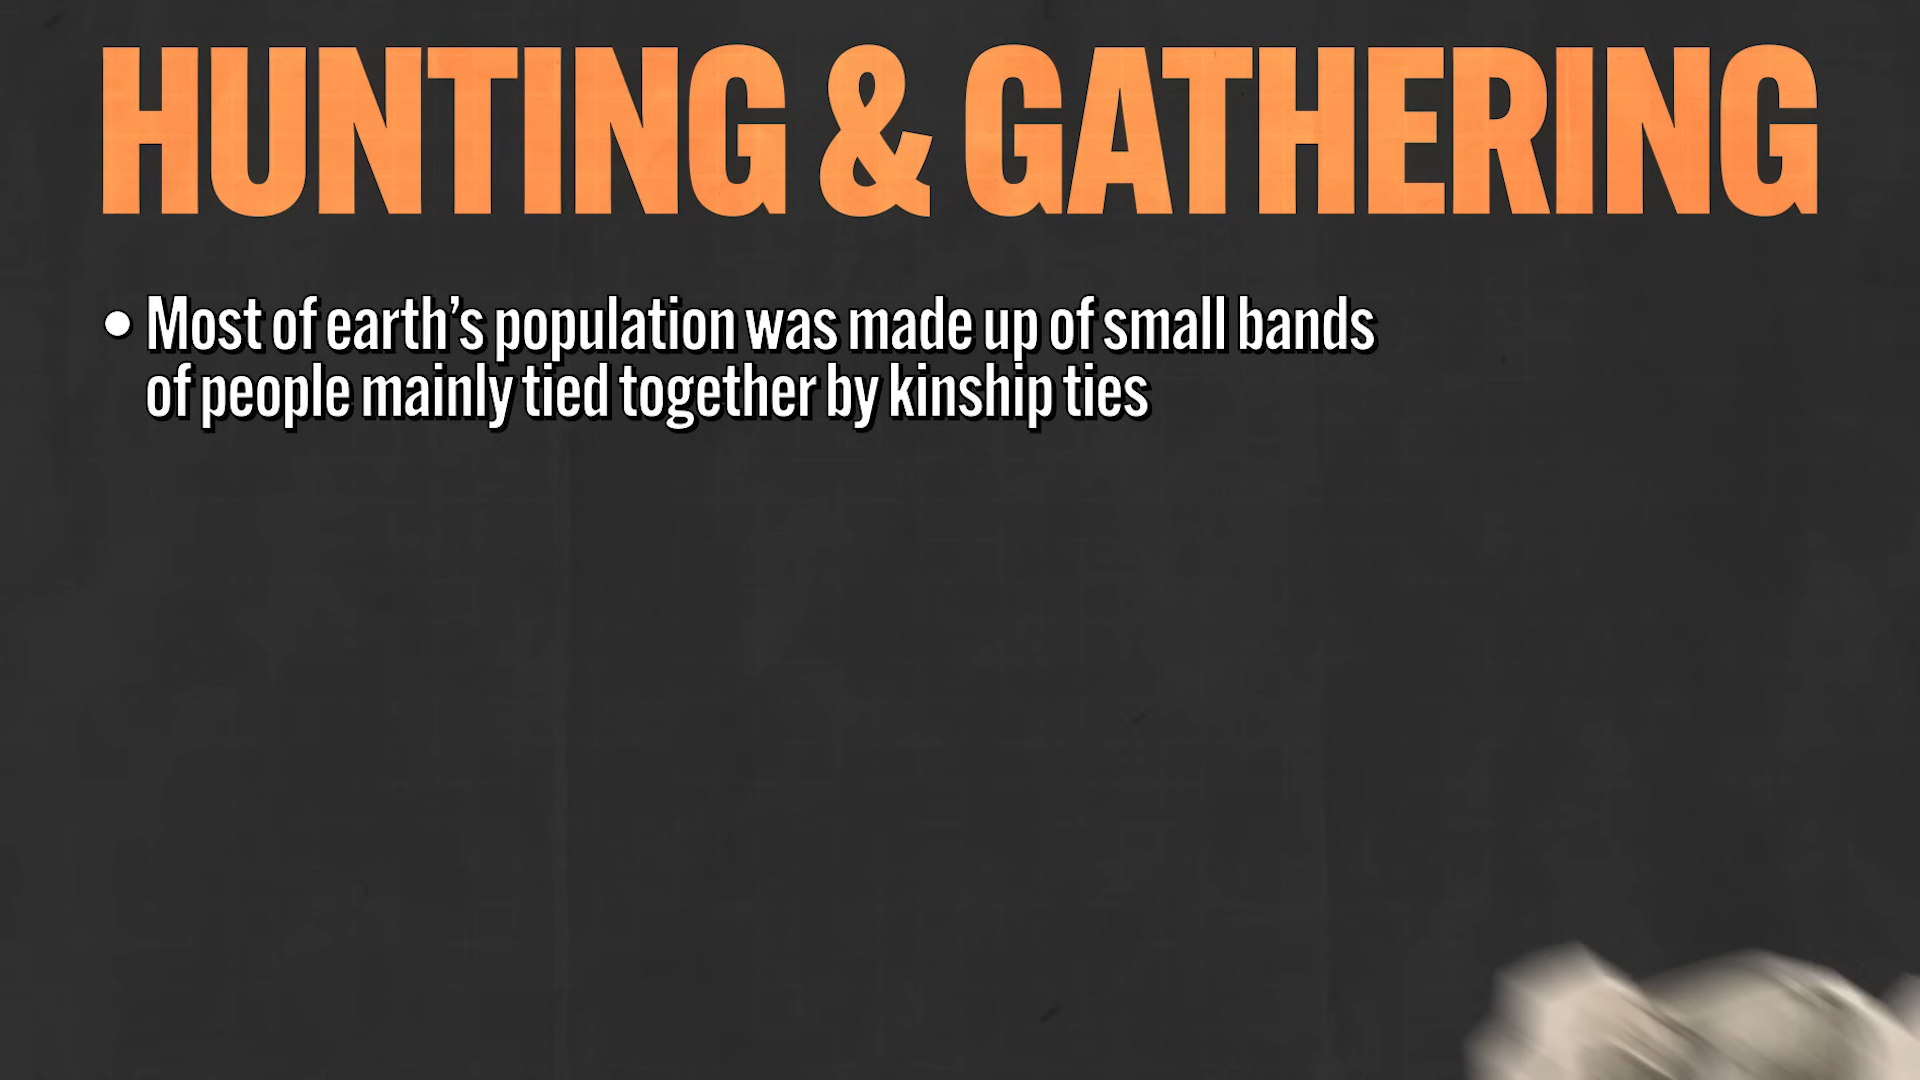 HUNTING & GATHERING
• Most of earth’s population was made up of small bands
of people mainly tied together by kinship ties